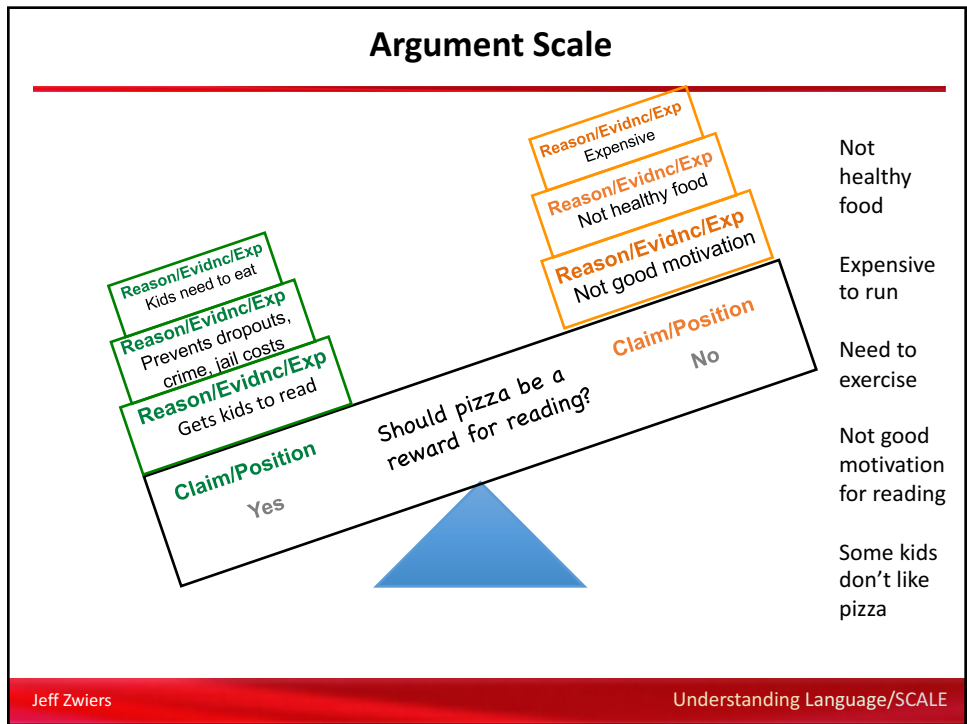 Argument Scale
Reason/Evidnc/Exp
Kids need to eat
Reason/Evidnc/Exp
Prevents dropouts,
crime, jail costs
Reason/Evidnc/Exp
Gets kids to read
Claim/Position
Yes
Should pizza be a
reward for reading?
Reason/Evidnc/Exp
Expensive
Reason/Evidnc/Exp
Not healthy food
Reason/Evidnc/Exp
Not good motivation
Claim/Position
No
Not
healthy
food
Expensive
to run
Need to
exercise
Not good
motivation
for reading
Some kids
don’t like
pizza
Jeff Zwiers
Understanding Language/SCALE